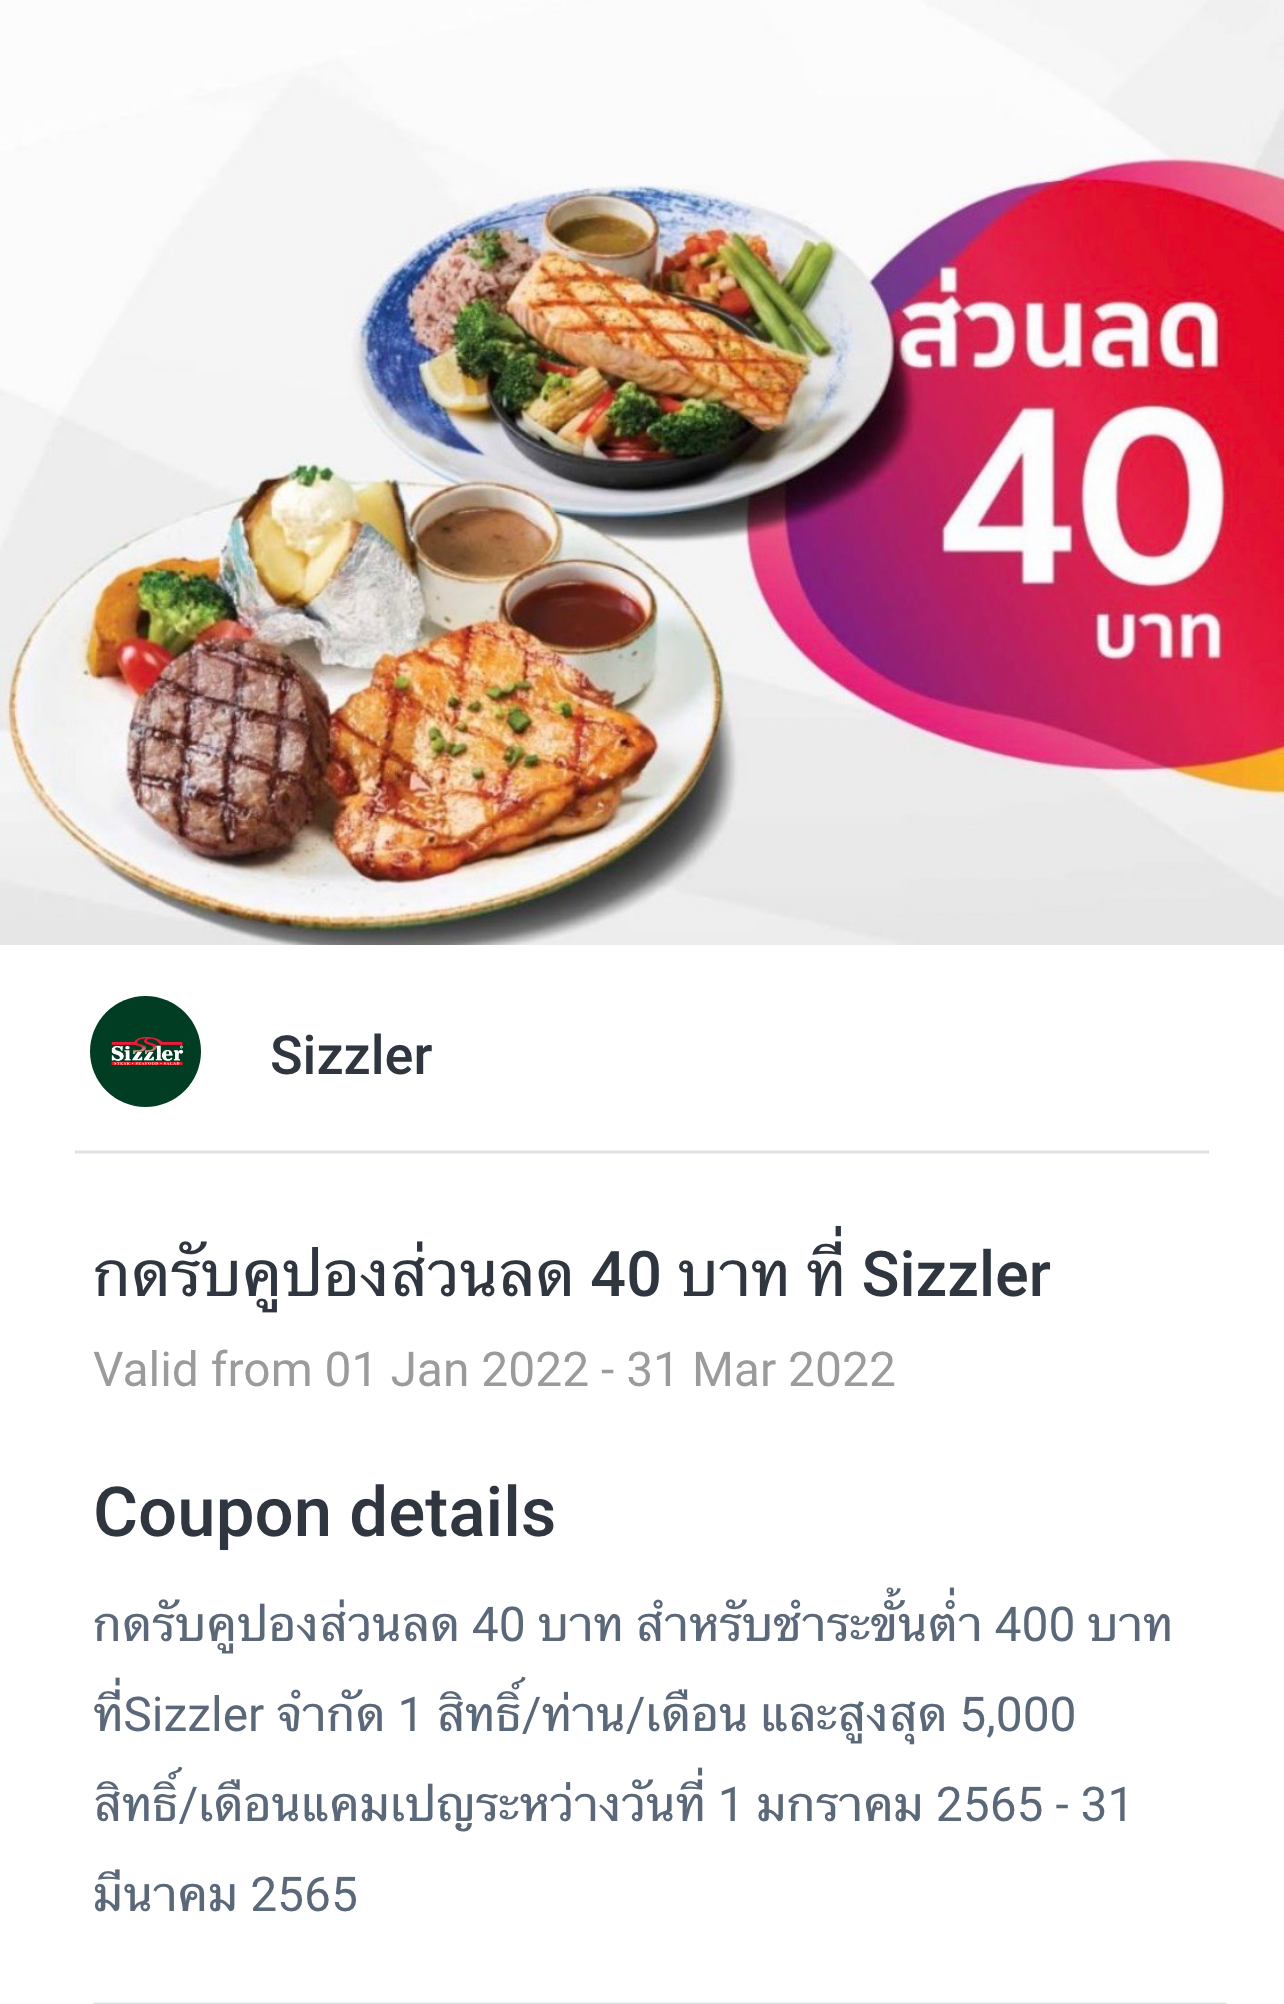 ส่วนลด
40
บาท
Sizzler
STEAK • SEAFOOD • SALAD
Sizzler
กดรับคูปองส่วนลด 40 บาท ที่ Sizzler
Valid from 01 Jan 2022 - 31 Mar 2022
Coupon details
กดรับคูปองส่วนลด 40 บาท สำหรับชำระขั้นต่ำ 400 บาท
ที่Sizzler จำกัด 1 สิทธิ์/ท่าน/เดือน และสูงสุด 5,000
สิทธิ์/เดือนแคมเปญระหว่างวันที่ 1 มกราคม 2565 - 31
มีนาคม 2565